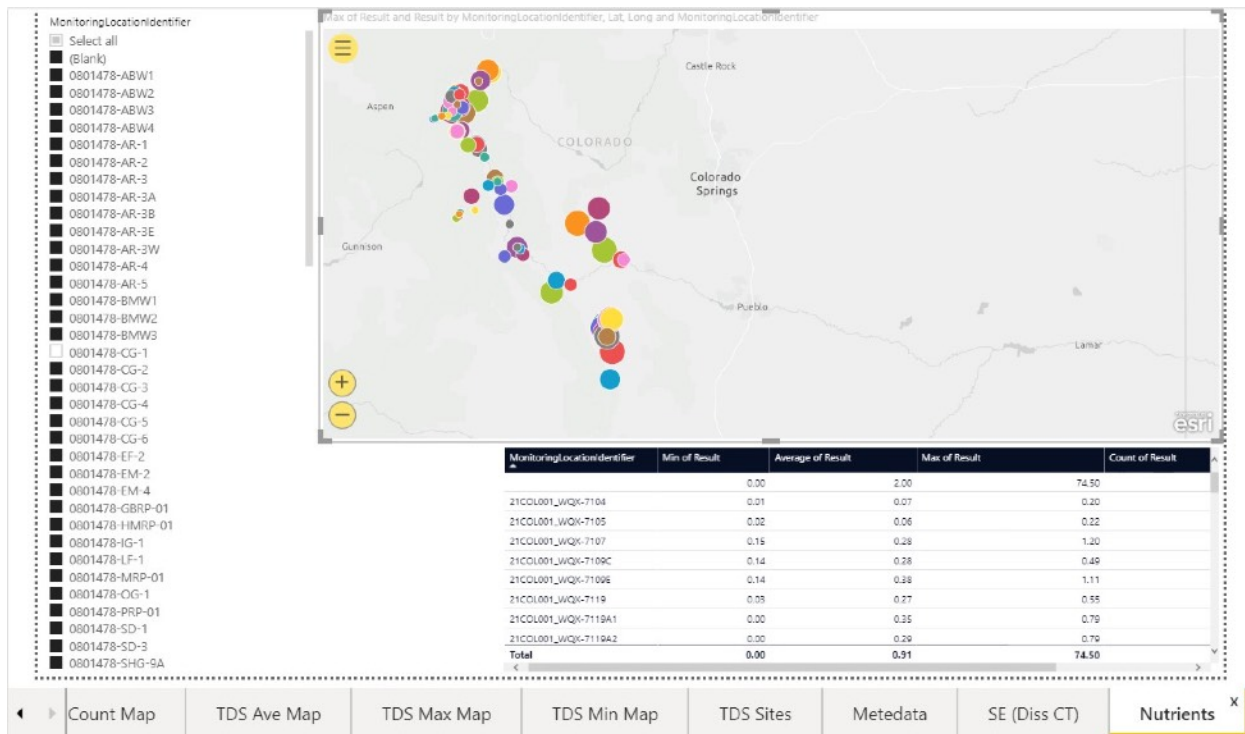 MonitoringLocationIdentifier
Select all
(Blank)
0801478-ABW1
0801478-ABW2
0801478-ABW3
0801478-ABW4
0801478-AR-1
0801478-AR-2
0801478-AR-3
0801478-AR-3A
0801478-AR-3B
0801478-AR-3E
0801478-AR-3W
0801478-AR-4
0801478-AR-5
0801478-BMW1
0801478-BMW2
0801478-BMW3
0801478-CG-1
0801478-CG-2
0801478-CG-3
0801478-CG-4
0801478-CG-5
0801478-CG-6
0801478-EF-2
0801478-EM-2
0801478-EM-4
0801478-GBRP-01
0801478-HMRP-01
0801478-IG-1
0801478-LF-1
0801478-MRP-01
0801478-OG-1
0801478-PRP-01
0801478-SD-1
0801478-SD-3
0801478-SHG-9A
Max of Result and Result by MonitoringLocationIdentifier, Lat, Long and MonitoringLocationIdentifier
Castle Rock
Aspen
COLORADO
Colorado
Springs
Gunnison
Pueblo
Lamar
esri
MonitoringLocationIdentifier Min of Result Average of Result Max of Result Count of Result
0.00 2.00 74.50
21COL001_WQX-7104 0.01 0.07 0.20
21COL001_WQX-7105 0.02 0.06 0.22
21COL001_WQX-7107 0.15 0.28 1.20
21COL001_WQX-7109C 0.14 0.28 0.49
21COL001_WQX-7109E 0.14 0.38 1.11
21COL001_WQX-7119 0.03 0.27 0.55
21COL001_WQX-7119A1 0.00 0.35 0.79
21COL001_WQX-7119A2 0.00 0.29 0.79
Total 0.00 0.91 74.50
Count Map TDS Ave Map TDS Max Map TDS Min Map TDS Sites Metedata SE (Diss CT) Nutrients X